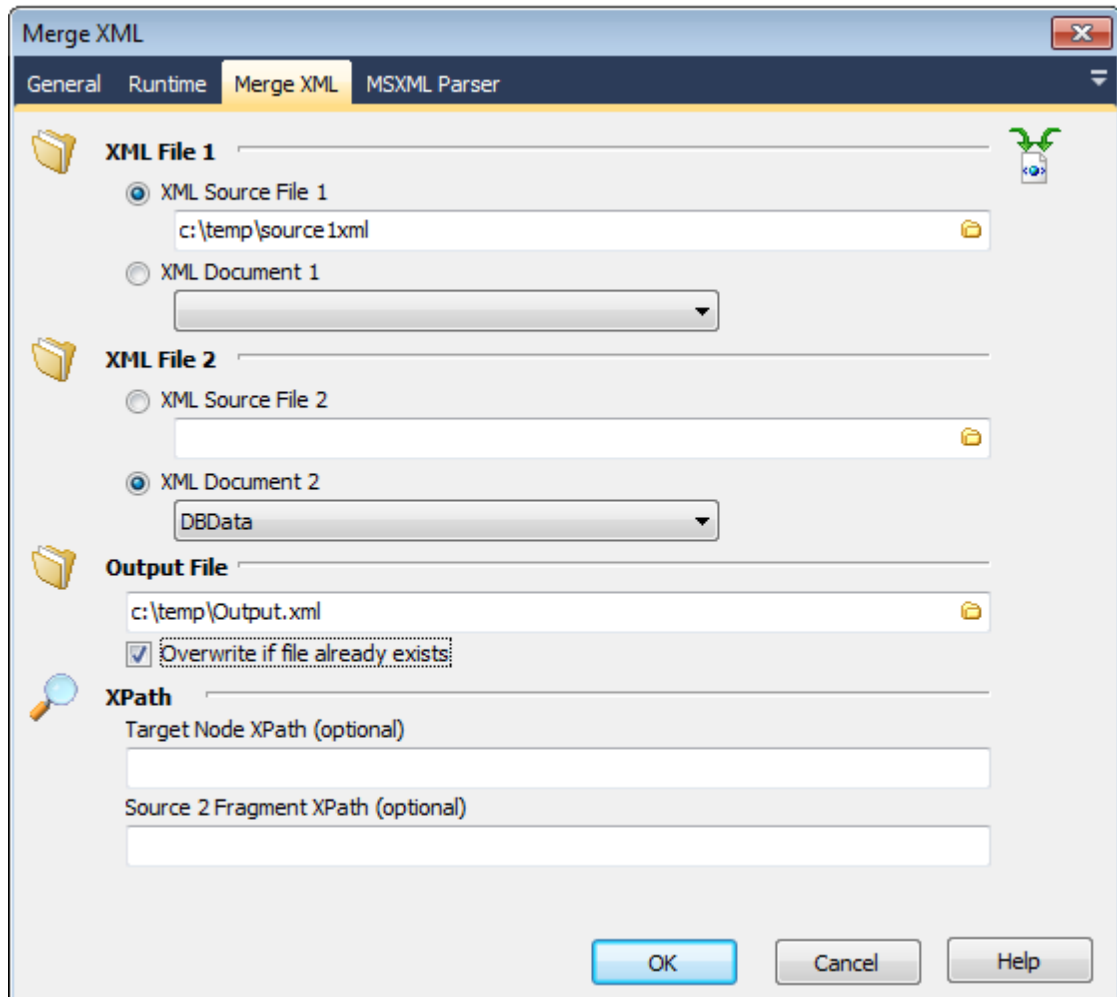 Merge XML
General Runtime Merge XML MSXML Parser
XML File 1
XML Source File 1
c:\temp\source1xml
XML Document 1
XML File 2
XML Source File 2
XML Document 2
DBData
Output File
c:\temp\Output.xml
Overwrite if file already exists
XPath
Target Node XPath (optional)
Source 2 Fragment XPath (optional)
OK Cancel Help